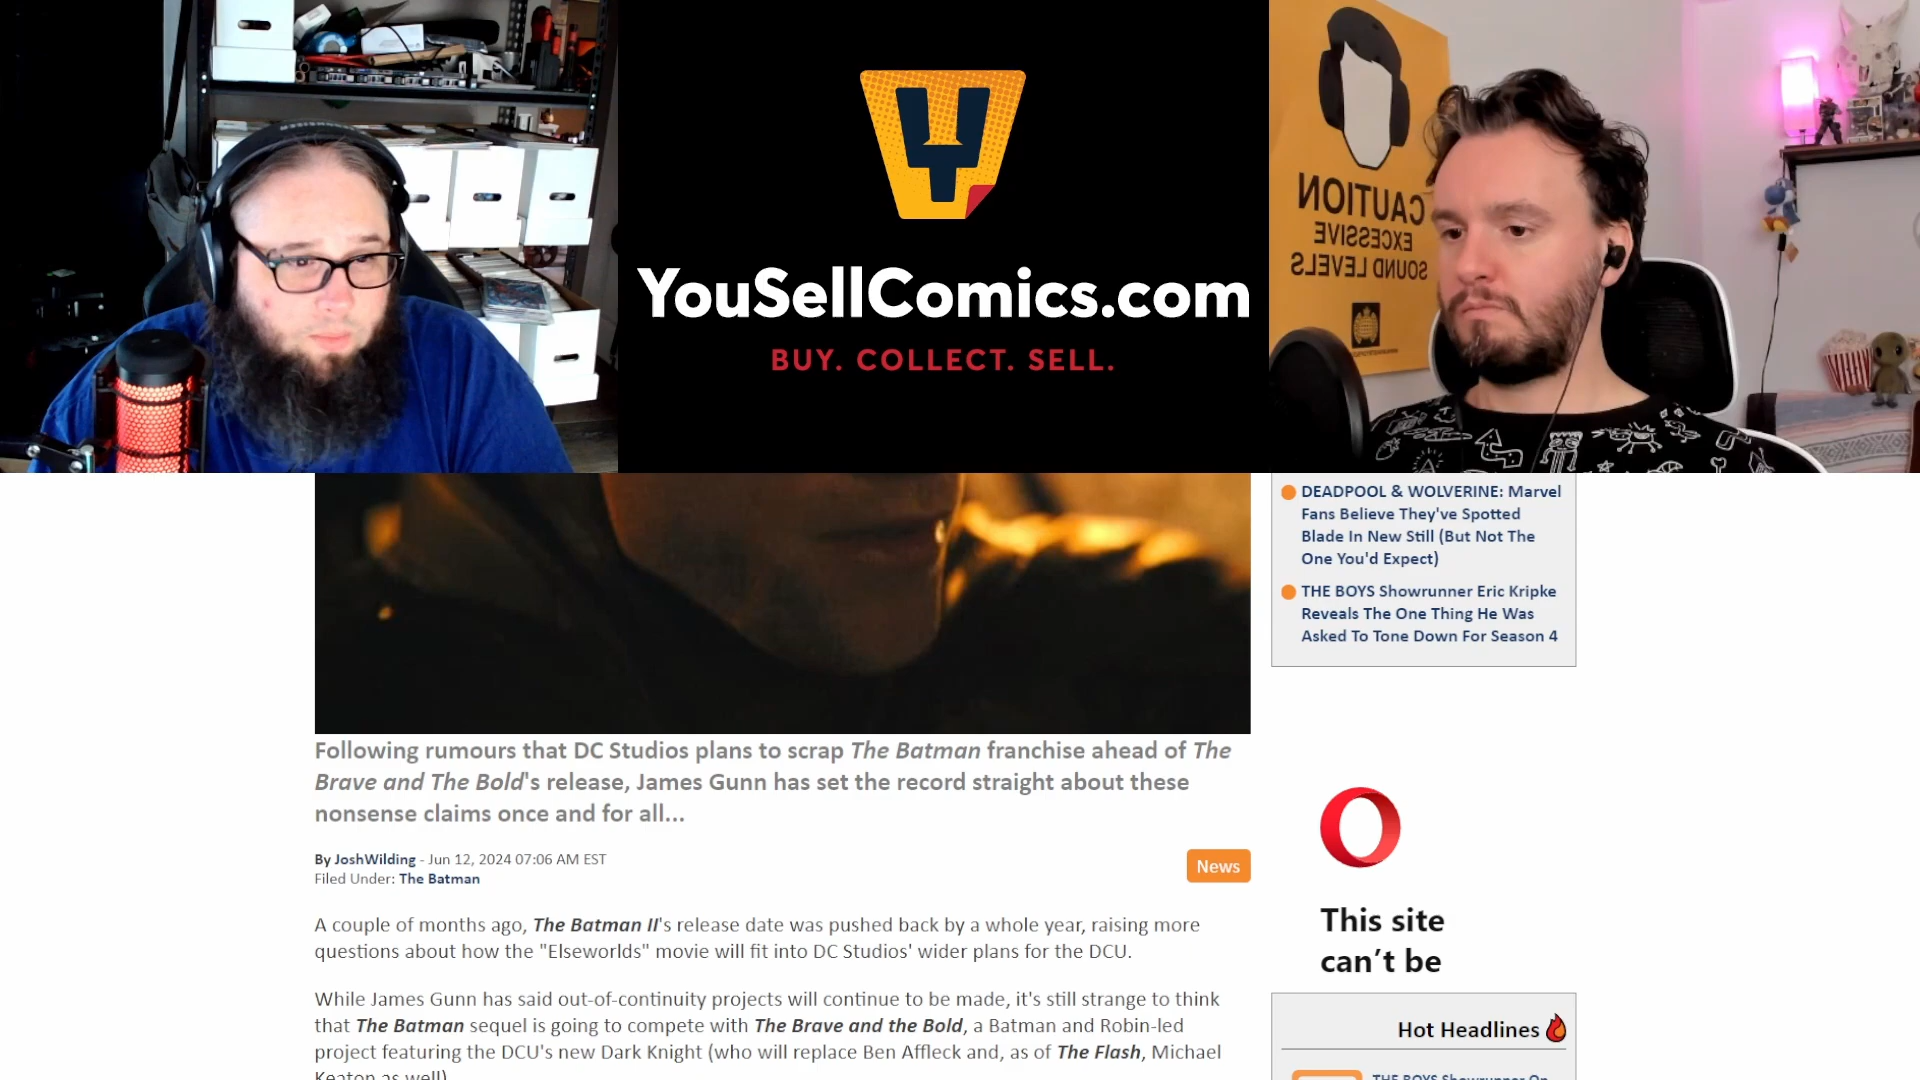 YouSellComics.com
BUY. COLLECT. SELL.
CAUTION
EXCESSIVE
SOUND LEVELS
DEADPOOL & WOLVERINE: Marvel
Fans Believe They've Spotted
Blade In New Still (But Not The
One You'd Expect)
THE BOYS Showrunner Eric Kripke
Reveals The One Thing He Was
Asked To Tone Down For Season 4
Following rumours that DC Studios plans to scrap The Batman franchise ahead of The
Brave and The Bold's release, James Gunn has set the record straight about these
nonsense claims once and for all...
By JoshWilding - Jun 12, 2024 07:06 AM EST
Filed Under: The Batman
News
A couple of months ago, The Batman II's release date was pushed back by a whole year, raising more
questions about how the "Elseworlds" movie will fit into DC Studios' wider plans for the DCU.
While James Gunn has said out-of-continuity projects will continue to be made, it's still strange to think
that The Batman sequel is going to compete with The Brave and the Bold, a Batman and Robin-led
project featuring the DCU's new Dark Knight (who will replace Ben Affleck and, as of The Flash, Michael
Keaton as well).
This site
can't be
Hot Headlines
THE BOYS Showrunner On